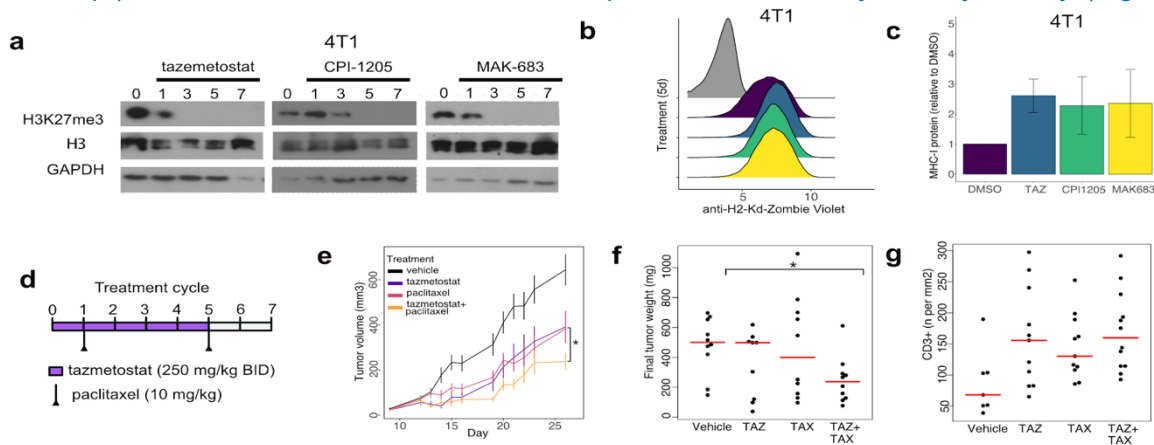 a
4T1
tazemetostat CPI-1205 MAK-683
0 1 3 5 7 0 1 3 5 7 0 1 3 5 7
H3K27me3
H3
GAPDH
b
4T1
Treatment (5d)
5 10
anti-H2-Kd-Zombie Violet
c
4T1
MHC-I protein (relative to DMSO)
5
4
3
2
1
0
DMSO TAZ CPI1205 MAK683
d
Treatment cycle
0 1 2 3 4 5 6 7
tazmetostat (250 mg/kg BID)
paclitaxel (10 mg/kg)
e
Treatment
vehicle
tazmetostat
paclitaxel
tazmetostat+
paclitaxel
Tumor volume (mm3)
600
400
200
0
*
10 15 20 25
Day
f
*
Final tumor weight (mg)
1000
800
600
400
200
0
Vehicle TAZ TAX TAZ+
TAX
g
CD3+ (n per mm2)
300
250
200
150
100
50
Vehicle TAZ TAX TAZ+
TAX